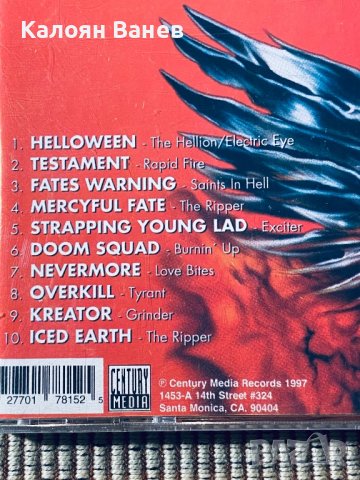 Калоян Ванев
1. HELLOWEEN - The Hellion/Electric Eye
2. TESTAMENT - Rapid Fire
3. FATES WARNING - Saints In Hell
4. MERCYFUL FATE - The Ripper
5. STRAPPING YOUNG LAD - Exciter
6. DOOM SQUAD - Burnin' Up
7. NEVERMORE - Love Bites
8. OVERKILL - Tyrant
9. KREATOR - Grinder
10. ICED EARTH - The Ripper
27701 78152 5
CENTURY MEDIA
℗ Century Media Records 1997
1453-A 14th Street #324
Santa Monica, CA. 90404